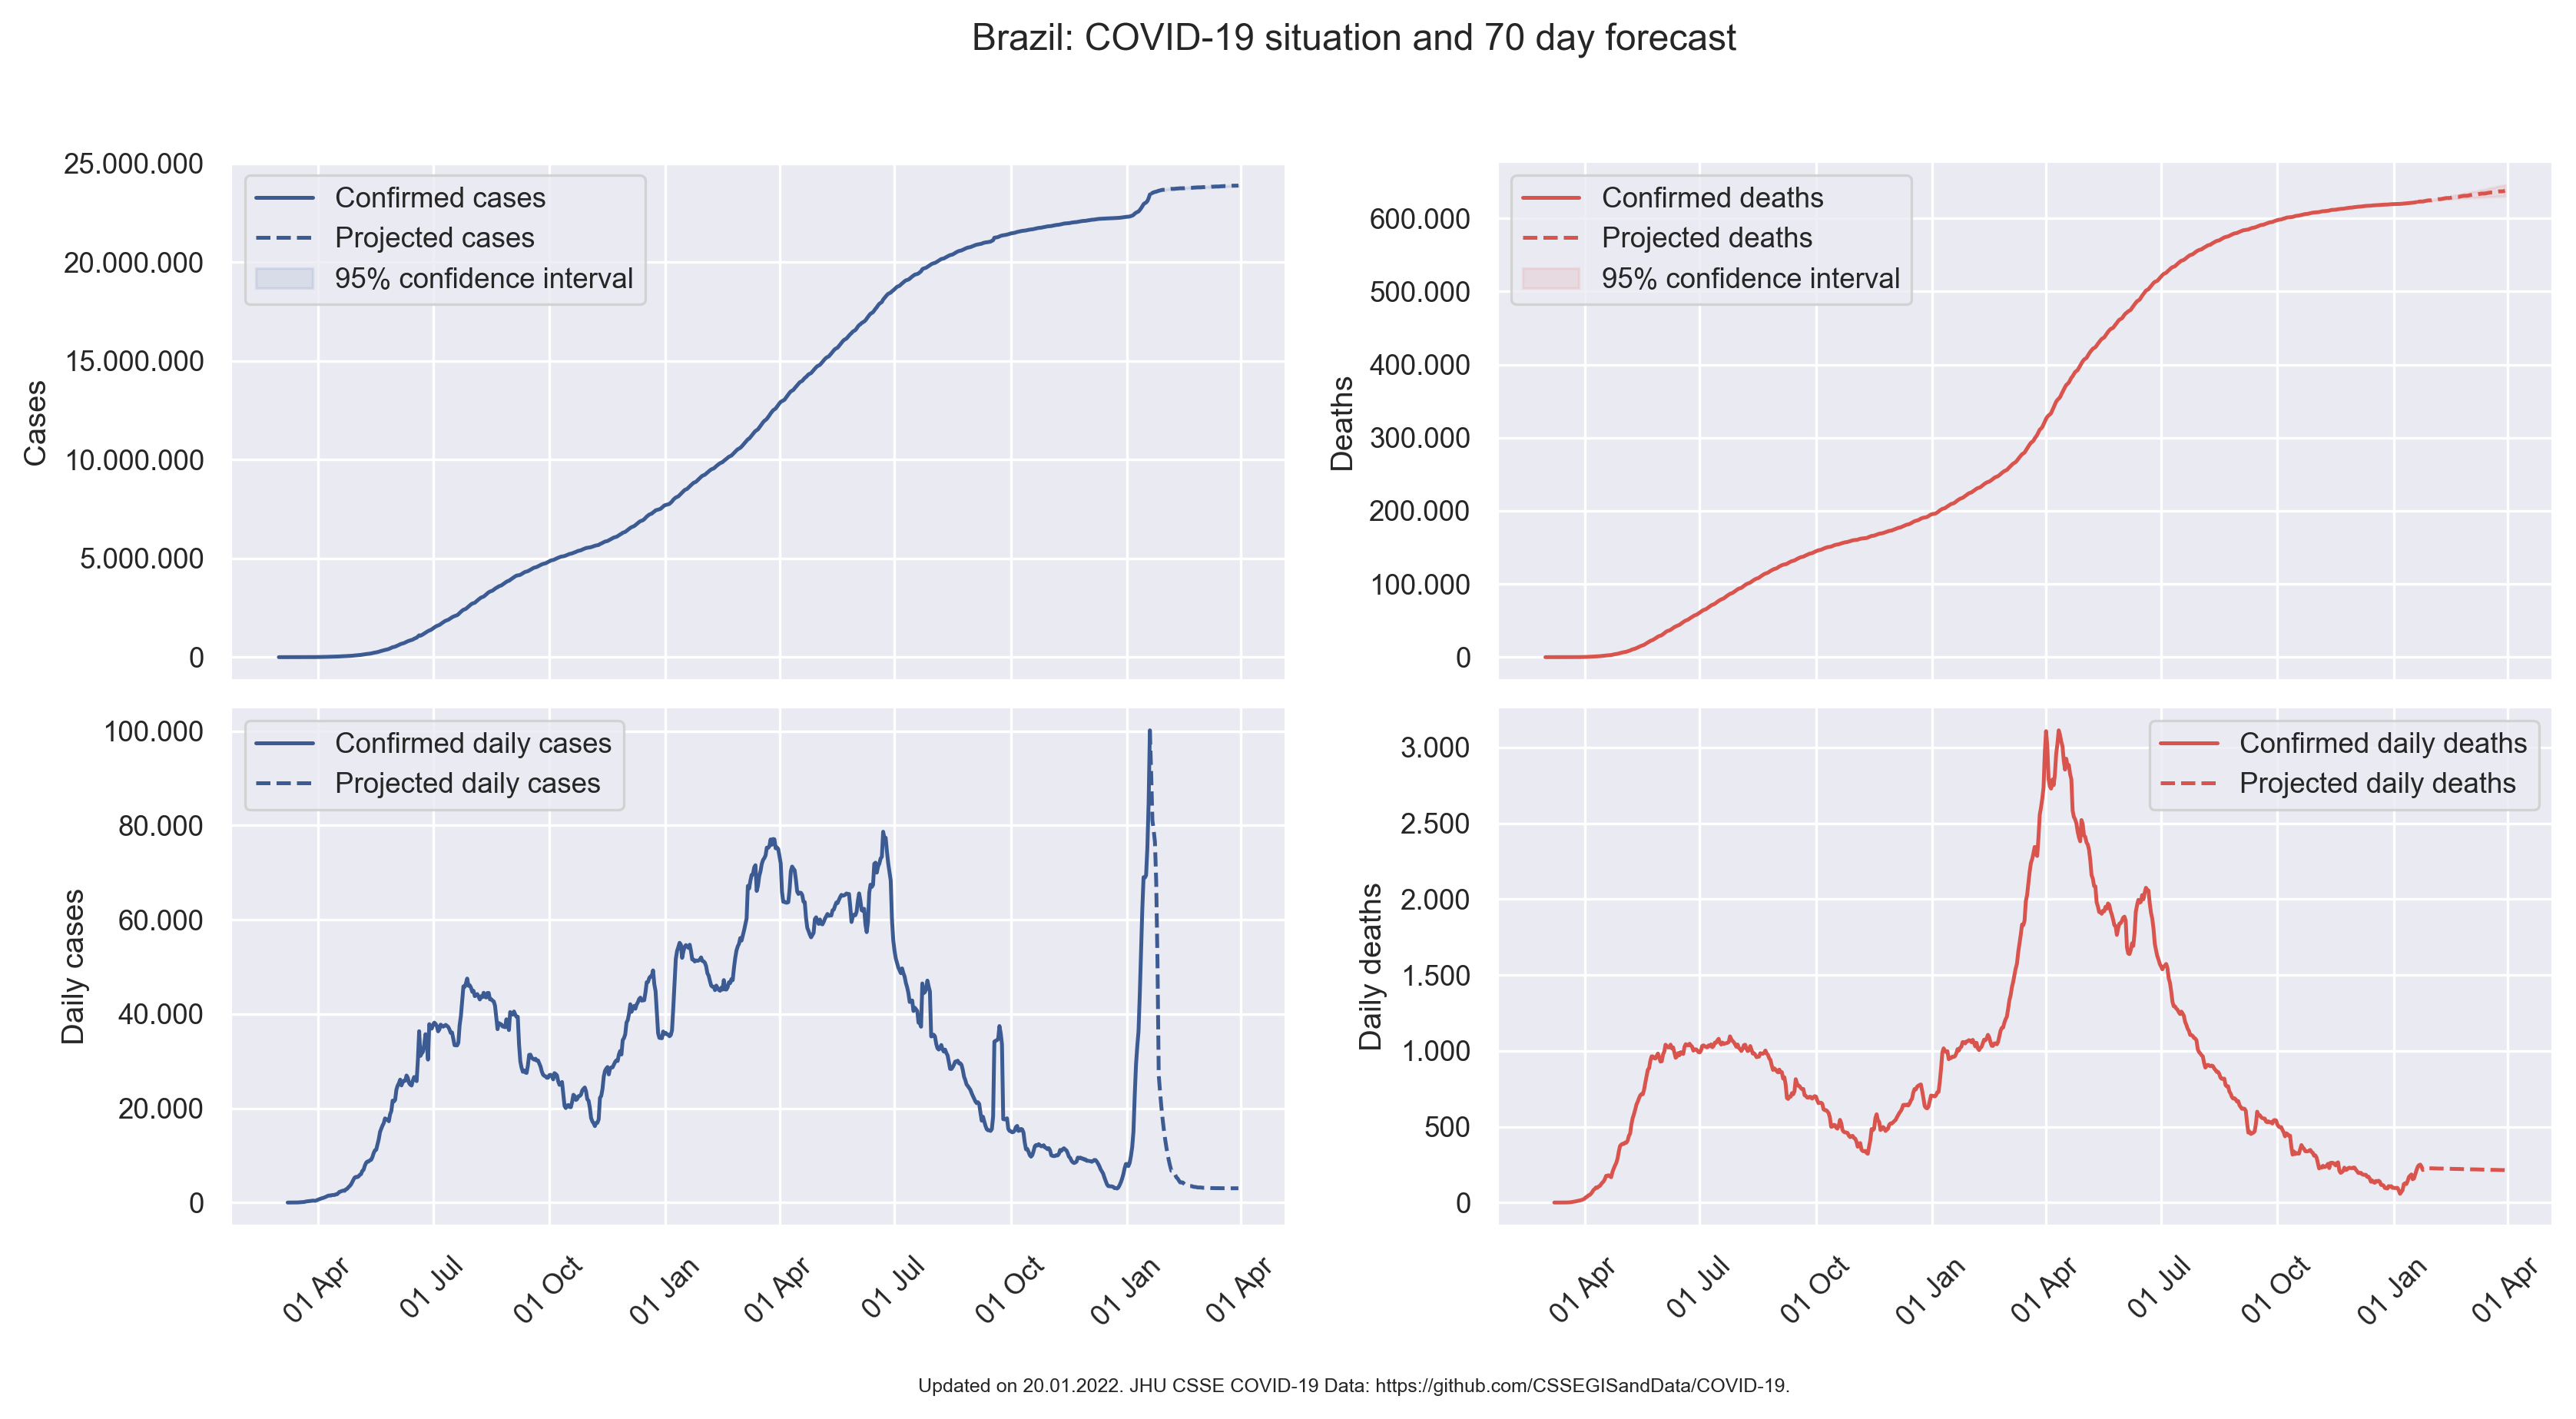 Brazil: COVID-19 situation and 70 day forecast
25.000.000
20.000.000
15.000.000
10.000.000
5.000.000
0
Cases
Confirmed cases
Projected cases
95% confidence interval
600.000
500.000
400.000
300.000
200.000
100.000
0
Deaths
Confirmed deaths
Projected deaths
95% confidence interval
100.000
80.000
60.000
40.000
20.000
0
Daily cases
Confirmed daily cases
Projected daily cases
01 Apr
01 Jul
01 Oct
01 Jan
01 Apr
01 Jul
01 Oct
01 Jan
01 Apr
3.000
2.500
2.000
1.500
1.000
500
0
Daily deaths
Confirmed daily deaths
Projected daily deaths
01 Apr
01 Jul
01 Oct
01 Jan
01 Apr
01 Jul
01 Oct
01 Jan
01 Apr
Updated on 20.01.2022. JHU CSSE COVID-19 Data: https://github.com/CSSEGISandData/COVID-19.